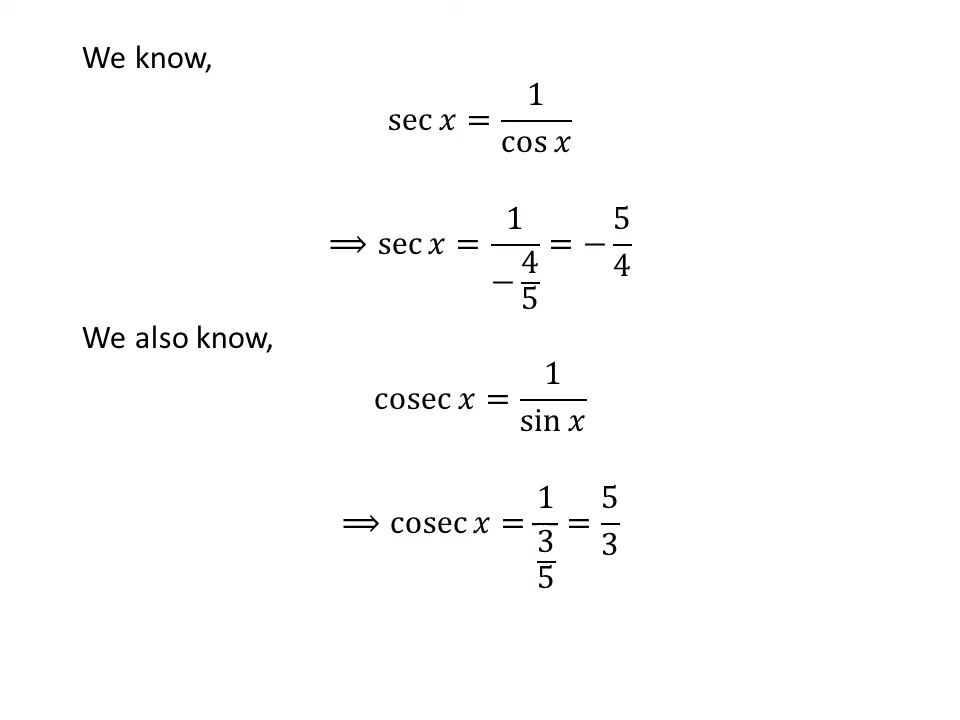 We know,
sec x = 1/cos x
⟹ sec x = 1/(−4/5) = −5/4
We also know,
cosec x = 1/sin x
⟹ cosec x = 1/(3/5) = 5/3